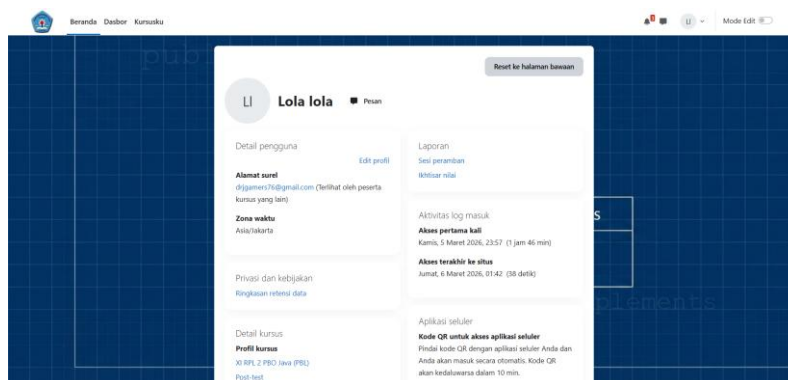 Beranda Dasbor Kursusku
Ll
Mode Edit
Reset ke halaman bawaan
Ll
Lola lola
Pesan
Detail pengguna
Edit profil
Alamat surel
drjgamers76@gmail.com (Terlihat oleh peserta
kursus yang lain)
Zona waktu
Asia/Jakarta
Privasi dan kebijakan
Ringkasan retensi data
Detail kursus
Profil kursus
XI RPL 2 PBO Java (PBL)
Post-test
Laporan
Sesi peramban
Ikhtisar nilai
Aktivitas log masuk
Akses pertama kali
Kamis, 5 Maret 2026, 23:57 (1 jam 46 min)
Akses terakhir ke situs
Jumat, 6 Maret 2026, 01:42 (38 detik)
Aplikasi seluler
Kode QR untuk akses aplikasi seluler
Pindai kode QR dengan aplikasi seluler Anda dan
Anda akan masuk secara otomatis. Kode QR
akan kedaluwarsa dalam 10 min.
publ
S
plements